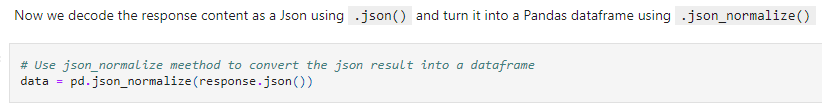 Now we decode the response content as a Json using .json() and turn it into a Pandas dataframe using .json_normalize()
# Use json_normalize meethod to convert the json result into a dataframe
data = pd.json_normalize(response.json())